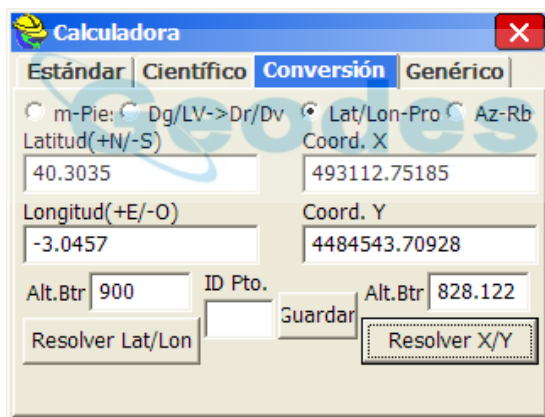 Calculadora
Estándar Científico Conversión Genérico
m-Pie: Dg/LV->Dr/Dv Lat/Lon-Pro Az-Rb
Latitud(+N/-S) Coord. X
40.3035 493112.75185
Longitud(+E/-O) Coord. Y
-3.0457 4484543.70928
Alt.Btr 900 ID Pto. Alt.Btr 828.122
Resolver Lat/Lon Guardar Resolver X/Y
Geodes